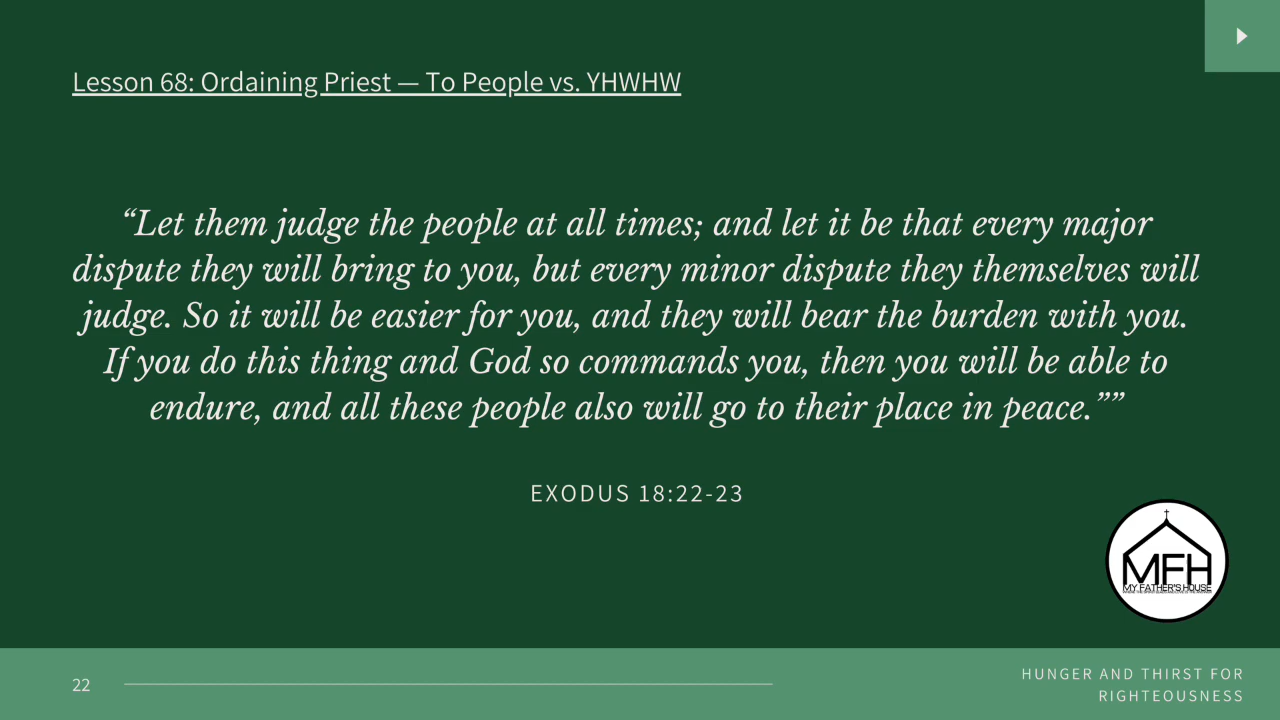 Lesson 68: Ordaining Priest — To People vs. YHWHW
“Let them judge the people at all times; and let it be that every major
dispute they will bring to you, but every minor dispute they themselves will
judge. So it will be easier for you, and they will bear the burden with you.
If you do this thing and God so commands you, then you will be able to
endure, and all these people also will go to their place in peace.””
EXODUS 18:22-23
MFH
MY FATHER'S HOUSE
22
HUNGER AND THIRST FOR
RIGHTEOUSNESS